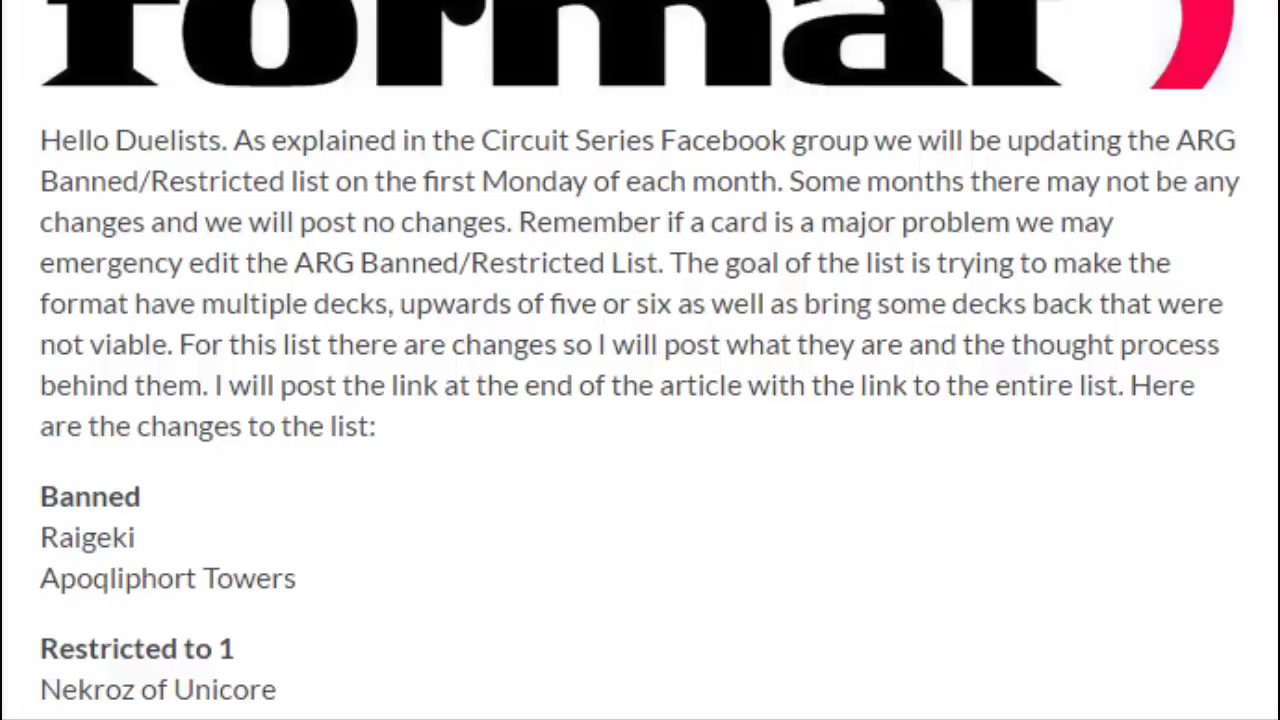 format
Hello Duelists. As explained in the Circuit Series Facebook group we will be updating the ARG
Banned/Restricted list on the first Monday of each month. Some months there may not be any
changes and we will post no changes. Remember if a card is a major problem we may
emergency edit the ARG Banned/Restricted List. The goal of the list is trying to make the
format have multiple decks, upwards of five or six as well as bring some decks back that were
not viable. For this list there are changes so I will post what they are and the thought process
behind them. I will post the link at the end of the article with the link to the entire list. Here
are the changes to the list:
Banned
Raigeki
Apoqliphort Towers
Restricted to 1
Nekroz of Unicore